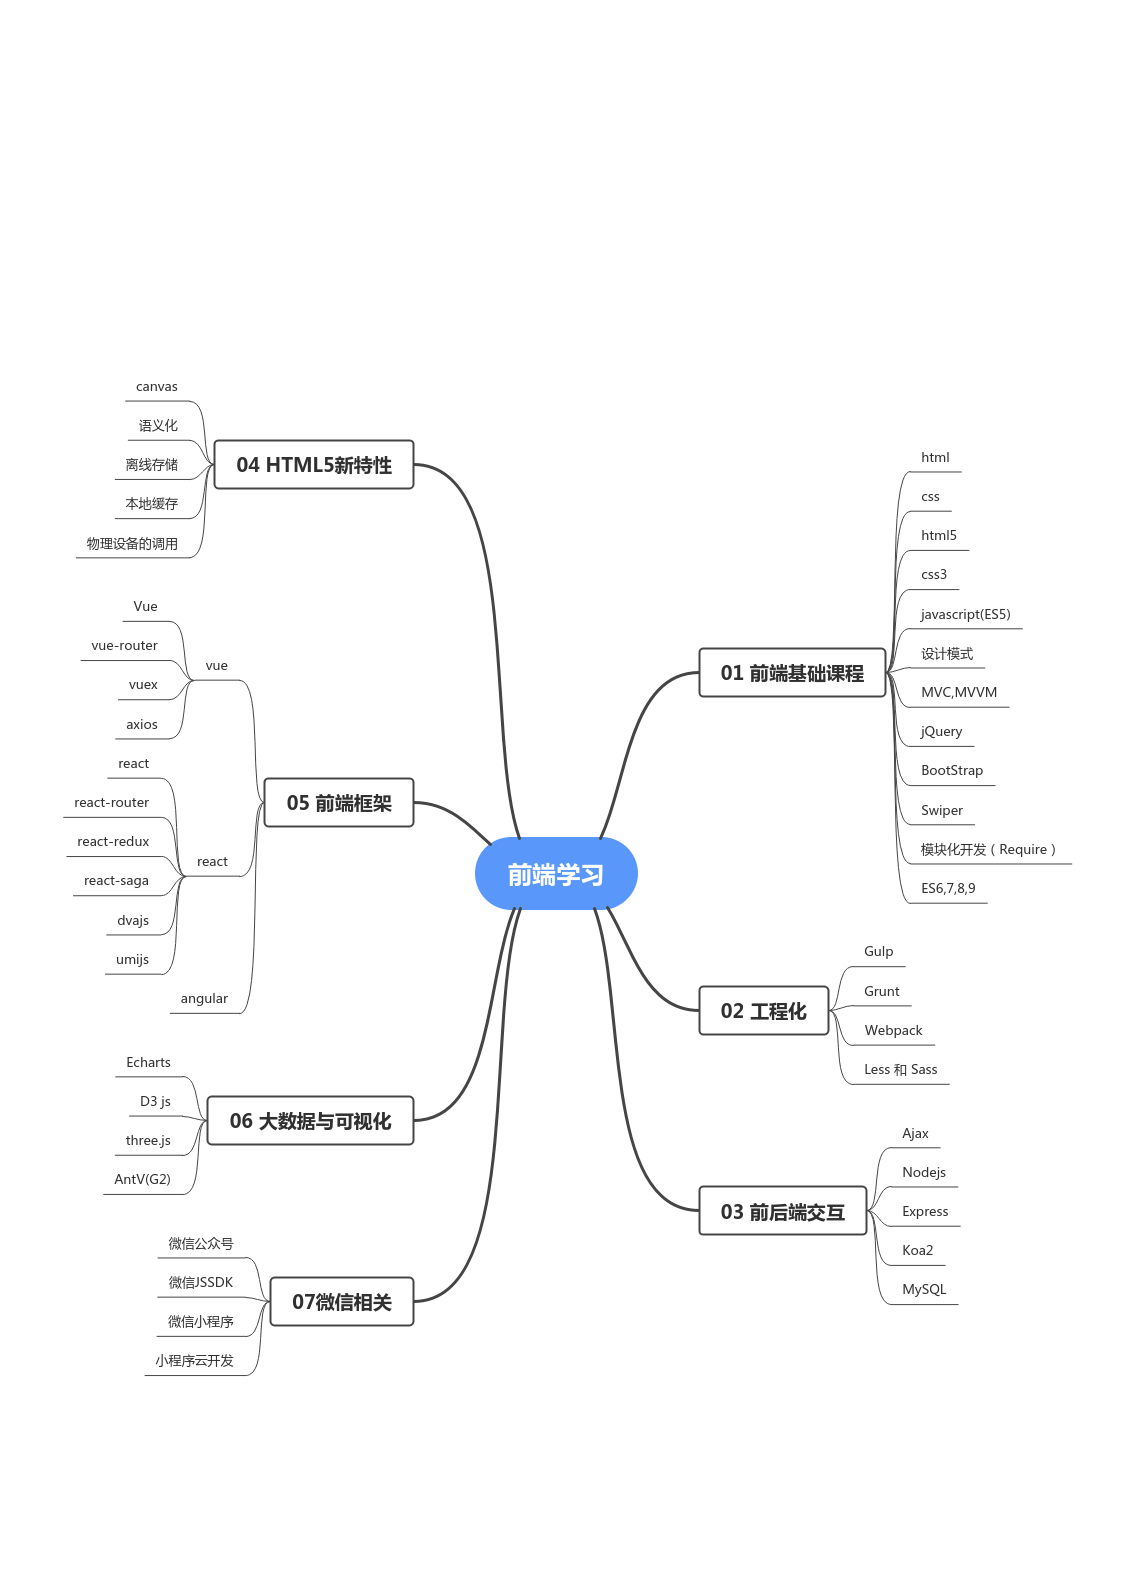 前端学习
01 前端基础课程
html
css
html5
css3
javascript(ES5)
设计模式
MVC,MVVM
jQuery
BootStrap
Swiper
模块化开发（Require）
ES6,7,8,9
02 工程化
Gulp
Grunt
Webpack
Less 和 Sass
03 前后端交互
Ajax
Nodejs
Express
Koa2
MySQL
04 HTML5新特性
canvas
语义化
离线存储
本地缓存
物理设备的调用
05 前端框架
vue
Vue
vue-router
vuex
axios
react
react
react-router
react-redux
react-saga
dvajs
umijs
angular
06 大数据与可视化
Echarts
D3 js
three.js
AntV(G2)
07微信相关
微信公众号
微信JSSDK
微信小程序
小程序云开发